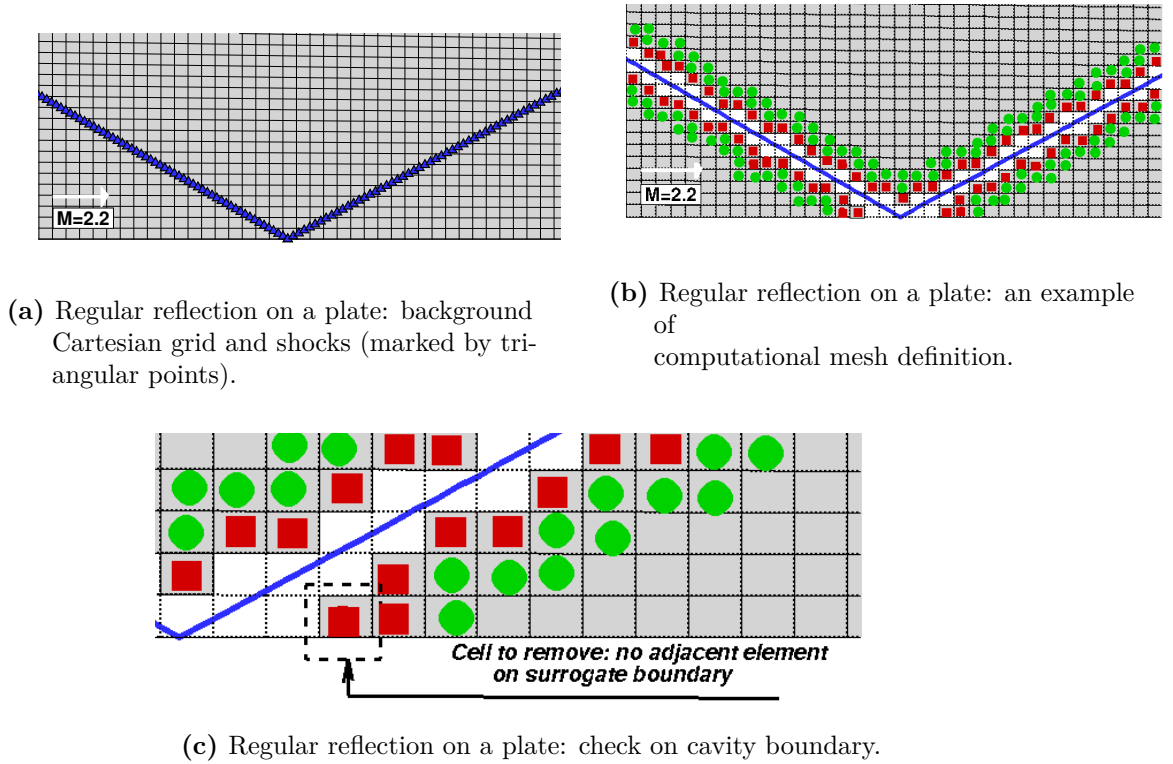 M=2.2
M=2.2
(a) Regular reflection on a plate: background
Cartesian grid and shocks (marked by tri-
angular points).
(b) Regular reflection on a plate: an example
of
computational mesh definition.
Cell to remove: no adjacent element
on surrogate boundary
(c) Regular reflection on a plate: check on cavity boundary.